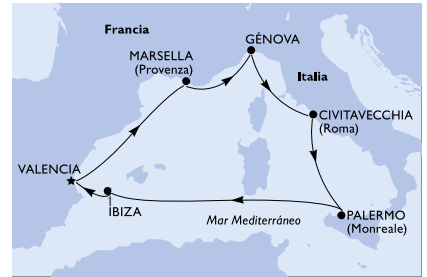 Francia
GÉNOVA
MARSELLA
(Provenza)
Italia
CIVITAVECCHIA
(Roma)
VALENCIA
IBIZA
Mar Mediterráneo
PALERMO
(Monreale)